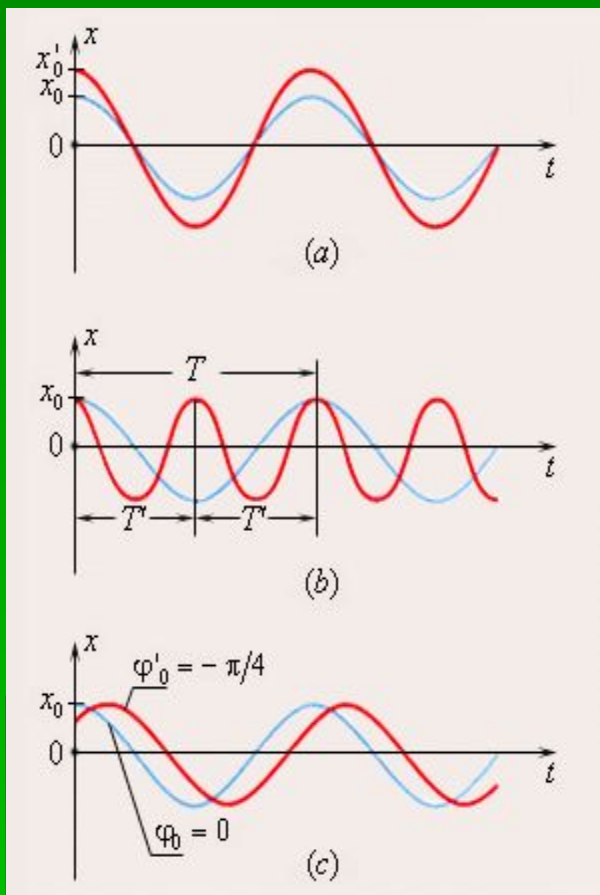 x
x'₀
x₀
0
t
(a)
x
T
x₀
0
t
T' T'
(b)
x
φ'₀ = − π/4
x₀
0
t
φ₀ = 0
(c)